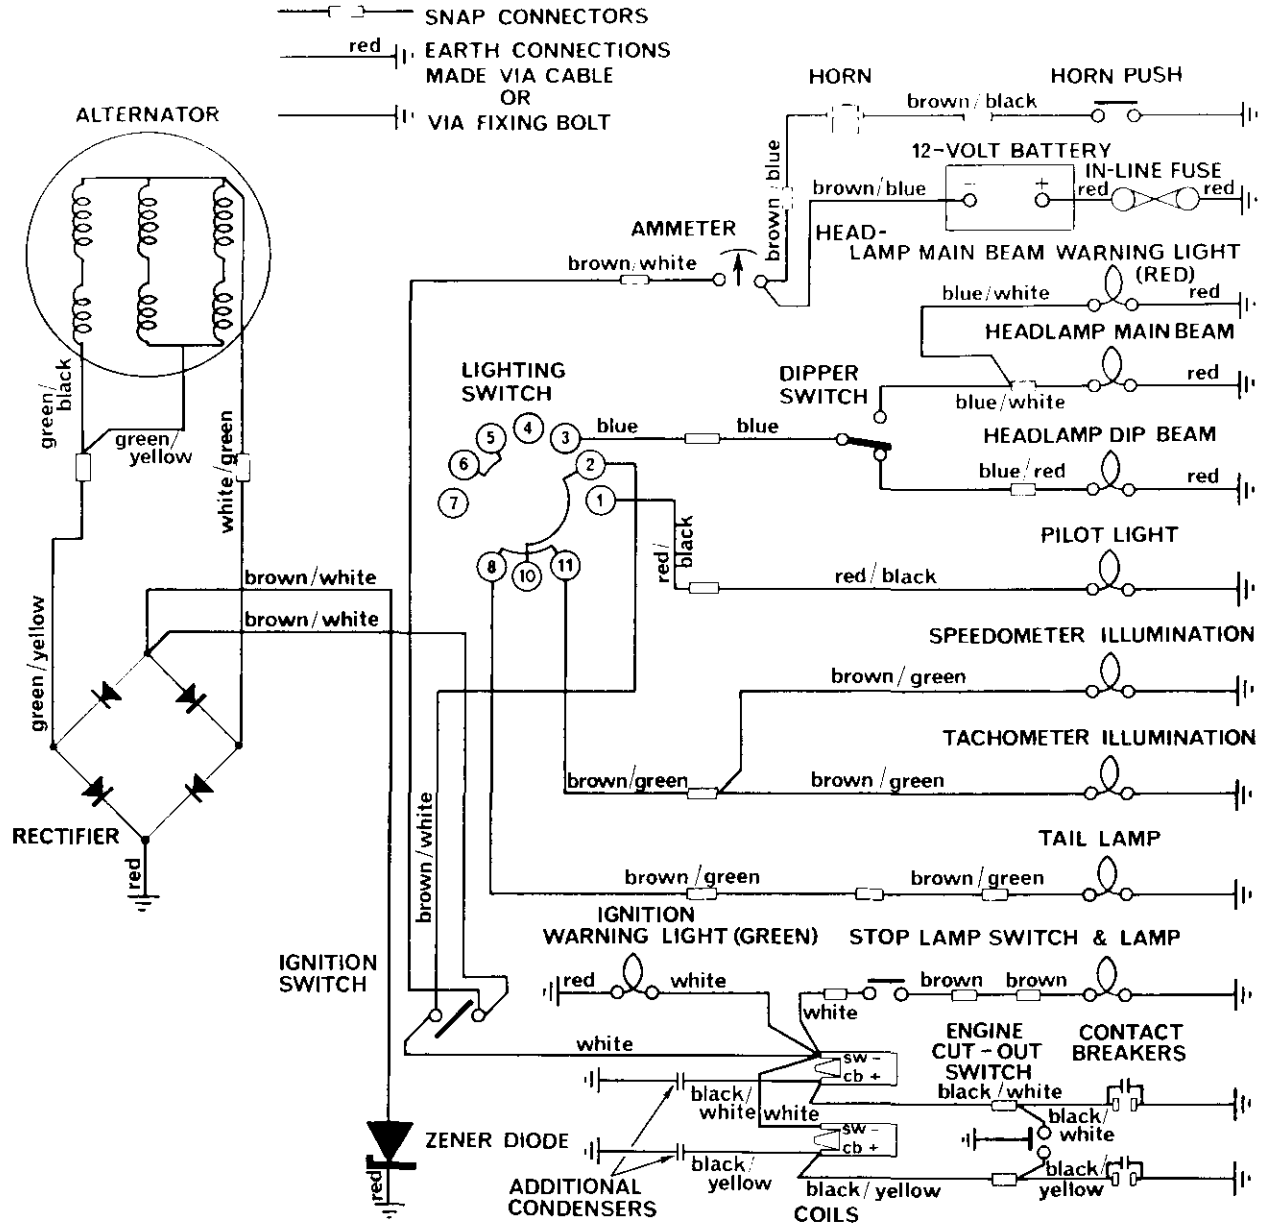 SNAP CONNECTORS
red
EARTH CONNECTIONS
MADE VIA CABLE
OR
VIA FIXING BOLT
ALTERNATOR
HORN
HORN PUSH
brown/black
12-VOLT BATTERY
IN-LINE FUSE
brown/blue
brown/blue
- +
red
red
AMMETER
HEAD-
LAMP MAIN BEAM WARNING LIGHT
(RED)
brown/white
blue/white
red
HEADLAMP MAIN BEAM
green/
black
LIGHTING
SWITCH
DIPPER
SWITCH
red
blue/white
green/
yellow
white/green
5
4
3
blue
blue
HEADLAMP DIP BEAM
6
2
blue/red
red
7
1
PILOT LIGHT
red/
black
8
10
11
red/black
brown/white
brown/white
SPEEDOMETER ILLUMINATION
green/yellow
brown/green
TACHOMETER ILLUMINATION
brown/green
brown/green
RECTIFIER
TAIL LAMP
red
brown/white
brown/green
brown/green
IGNITION
WARNING LIGHT (GREEN)
STOP LAMP SWITCH & LAMP
IGNITION
SWITCH
red
white
brown
brown
white
ENGINE
CUT-OUT
SWITCH
CONTACT
BREAKERS
white
sw -
cb +
black/
white
white
black/white
black/
white
sw -
cb +
ZENER DIODE
black/
yellow
black/yellow
black/
yellow
red
ADDITIONAL
CONDENSERS
COILS